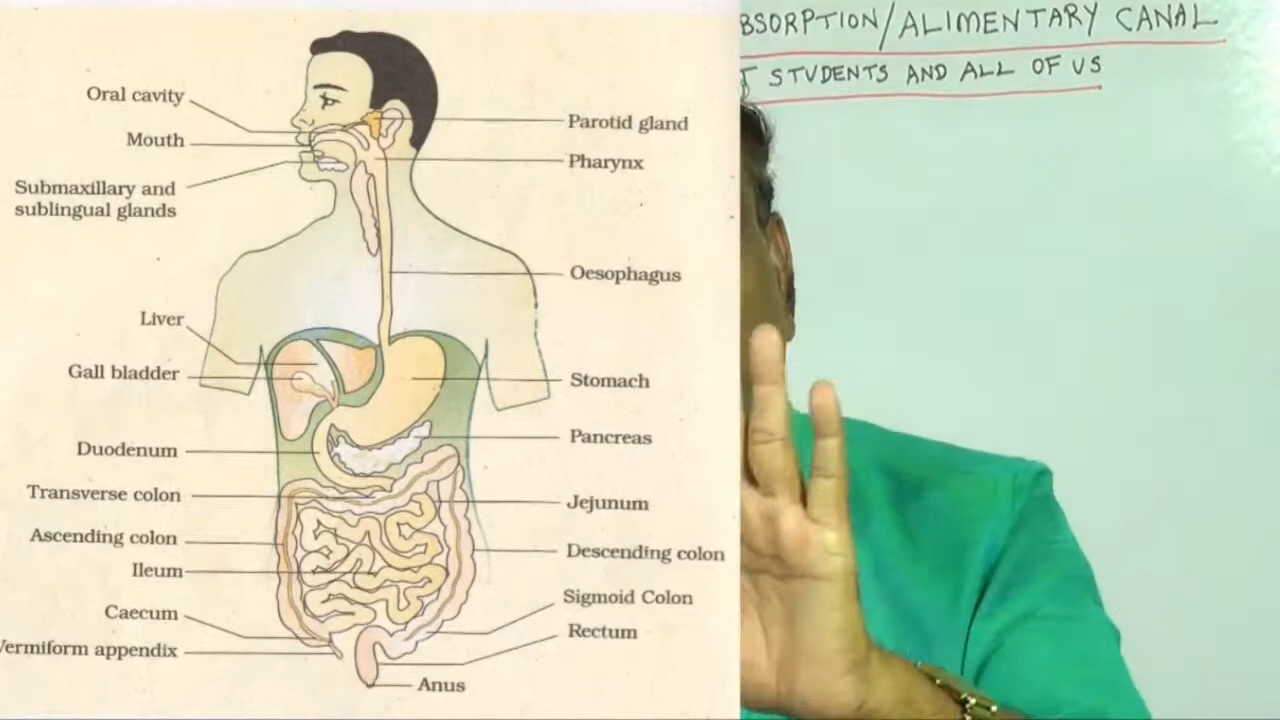 BSORPTION/ALIMENTARY CANAL
STUDENTS AND ALL OF US
Oral cavity
Mouth
Submaxillary and
sublingual glands
Liver
Gall bladder
Duodenum
Transverse colon
Ascending colon
Ileum
Caecum
Vermiform appendix
Parotid gland
Pharynx
Oesophagus
Stomach
Pancreas
Jejunum
Descending colon
Sigmoid Colon
Rectum
Anus